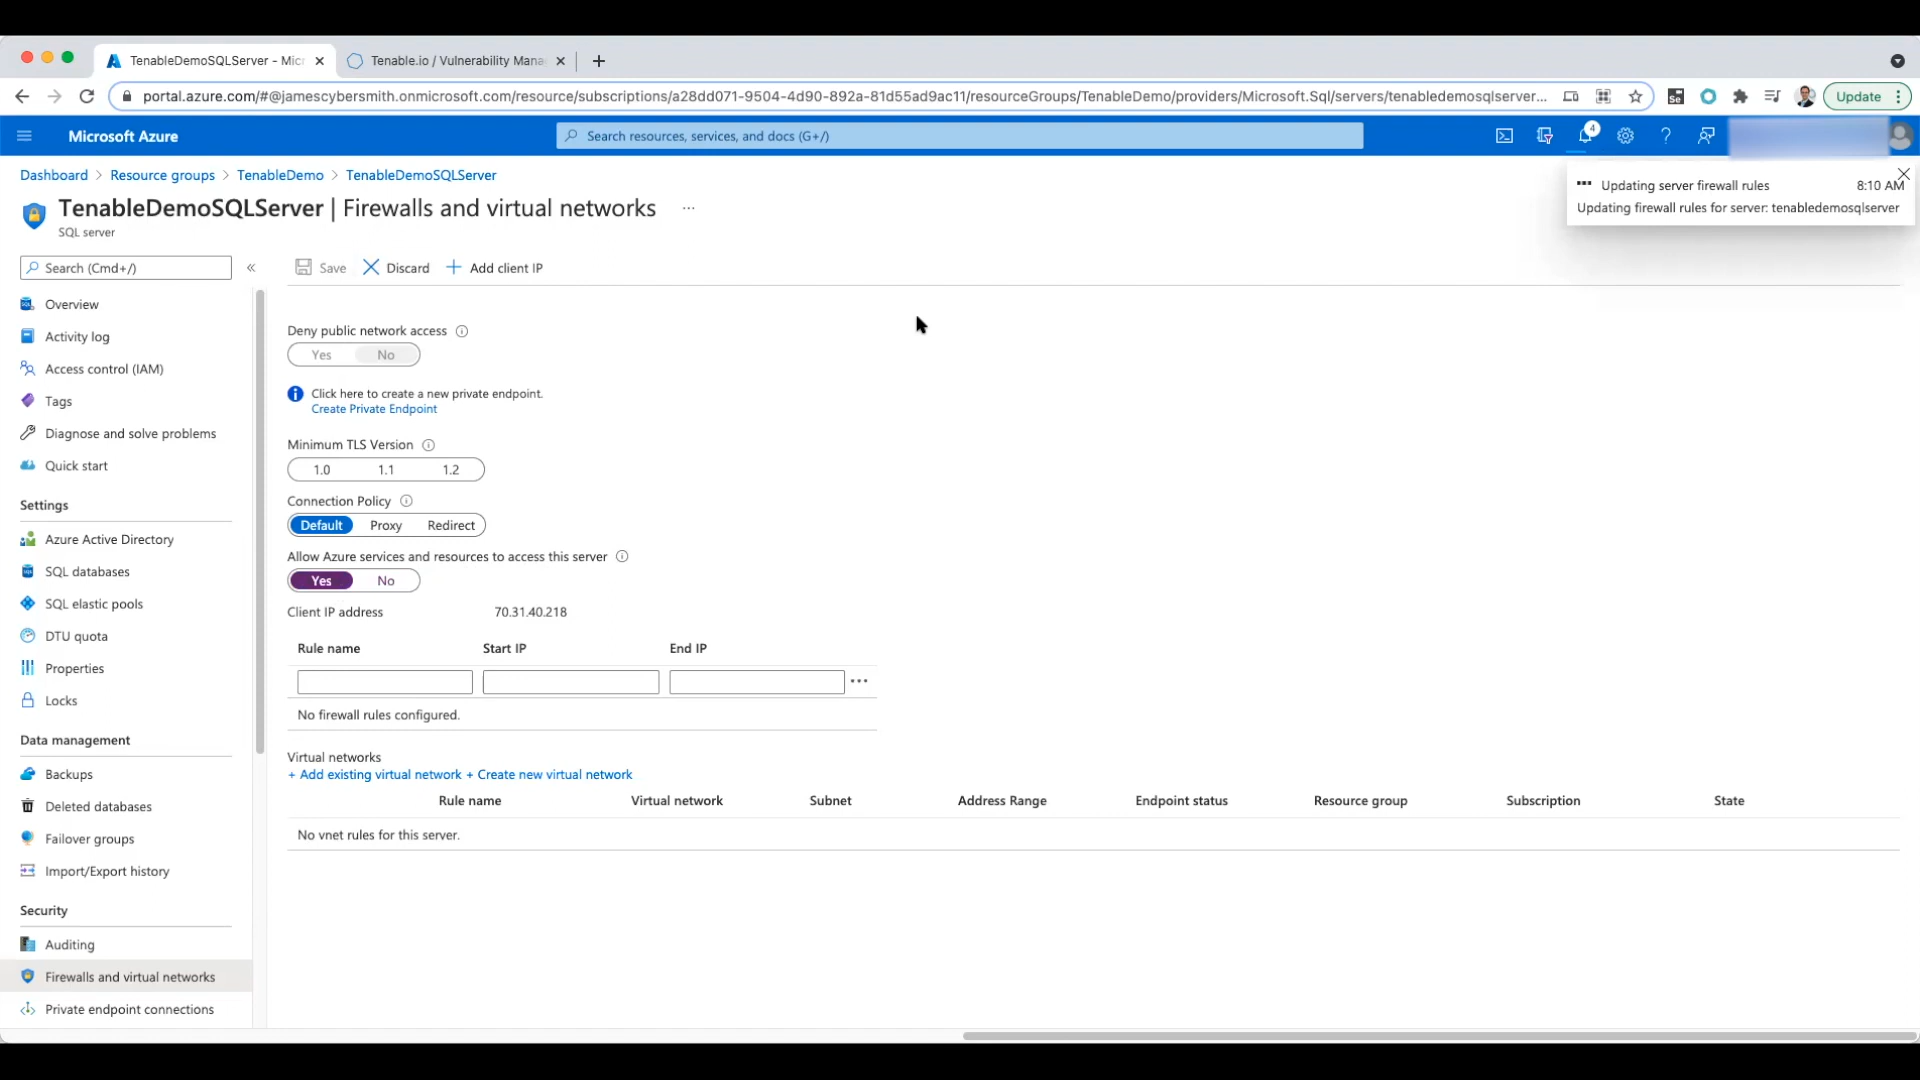 TenableDemoSQLServer - Micr
Tenable.io / Vulnerability Mana
portal.azure.com/#@jamescybersmith.onmicrosoft.com/resource/subscriptions/a28dd071-9504-4d90-892a-81d55ad9ac11/resourceGroups/TenableDemo/providers/Microsoft.Sql/servers/tenabledemosqlserver...
Se
Update
Microsoft Azure
Search resources, services, and docs (G+/)
4
Dashboard > Resource groups > TenableDemo > TenableDemoSQLServer
Updating server firewall rules 8:10 AM
Updating firewall rules for server: tenabledemosqlserver
TenableDemoSQLServer | Firewalls and virtual networks ...
SQL server
Search (Cmd+/)
«
Save
Discard
Add client IP
Overview
Activity log
Access control (IAM)
Tags
Diagnose and solve problems
Quick start
Settings
Azure Active Directory
SQL databases
SQL elastic pools
DTU quota
Properties
Locks
Data management
Backups
Deleted databases
Failover groups
Import/Export history
Security
Auditing
Firewalls and virtual networks
Private endpoint connections
Deny public network access
Yes No
Click here to create a new private endpoint.
Create Private Endpoint
Minimum TLS Version
1.0 1.1 1.2
Connection Policy
Default Proxy Redirect
Allow Azure services and resources to access this server
Yes No
Client IP address 70.31.40.218
Rule name Start IP End IP
No firewall rules configured.
Virtual networks
+ Add existing virtual network + Create new virtual network
Rule name Virtual network Subnet Address Range Endpoint status Resource group Subscription State
No vnet rules for this server.